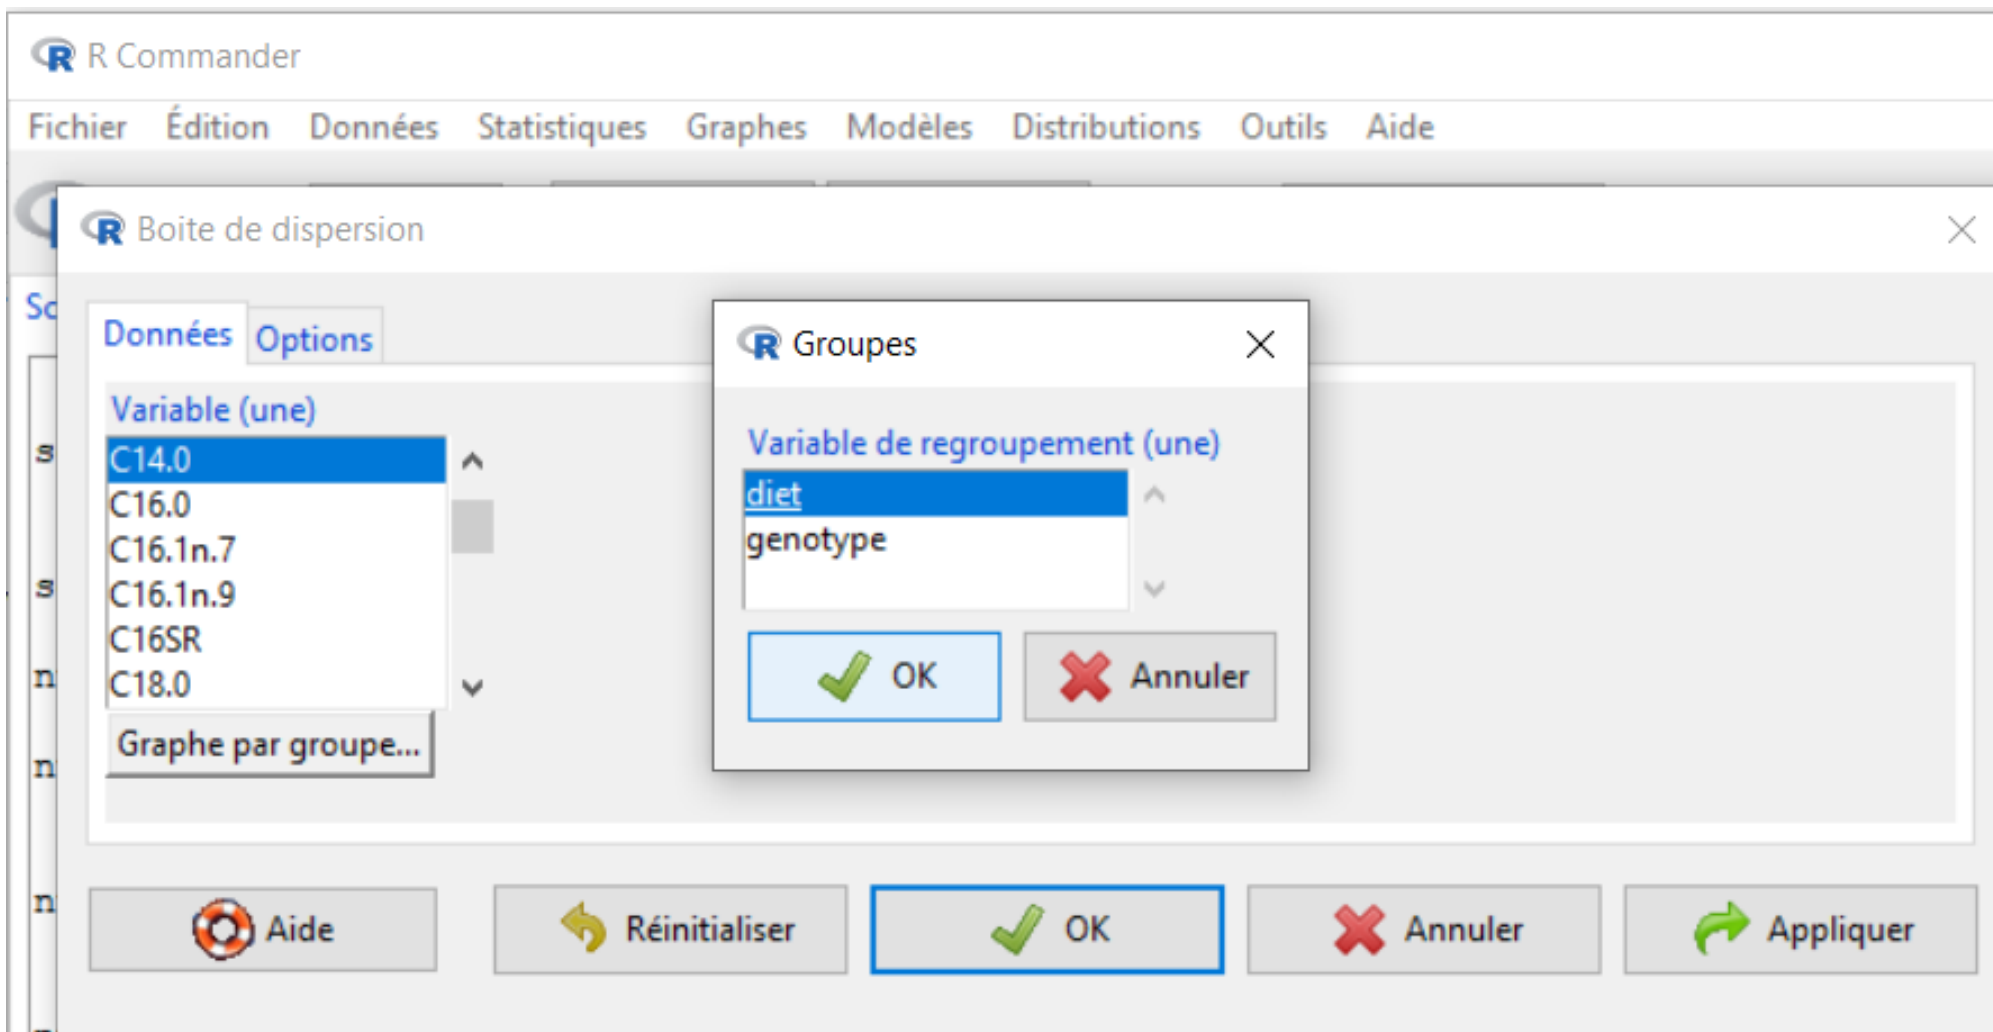 R Commander
Fichier Édition Données Statistiques Graphes Modèles Distributions Outils Aide
Boite de dispersion
Données Options
Variable (une)
C14.0
C16.0
C16.1n.7
C16.1n.9
C16SR
C18.0
Graphe par groupe...
Groupes
Variable de regroupement (une)
diet
genotype
OK Annuler
Aide Réinitialiser OK Annuler Appliquer